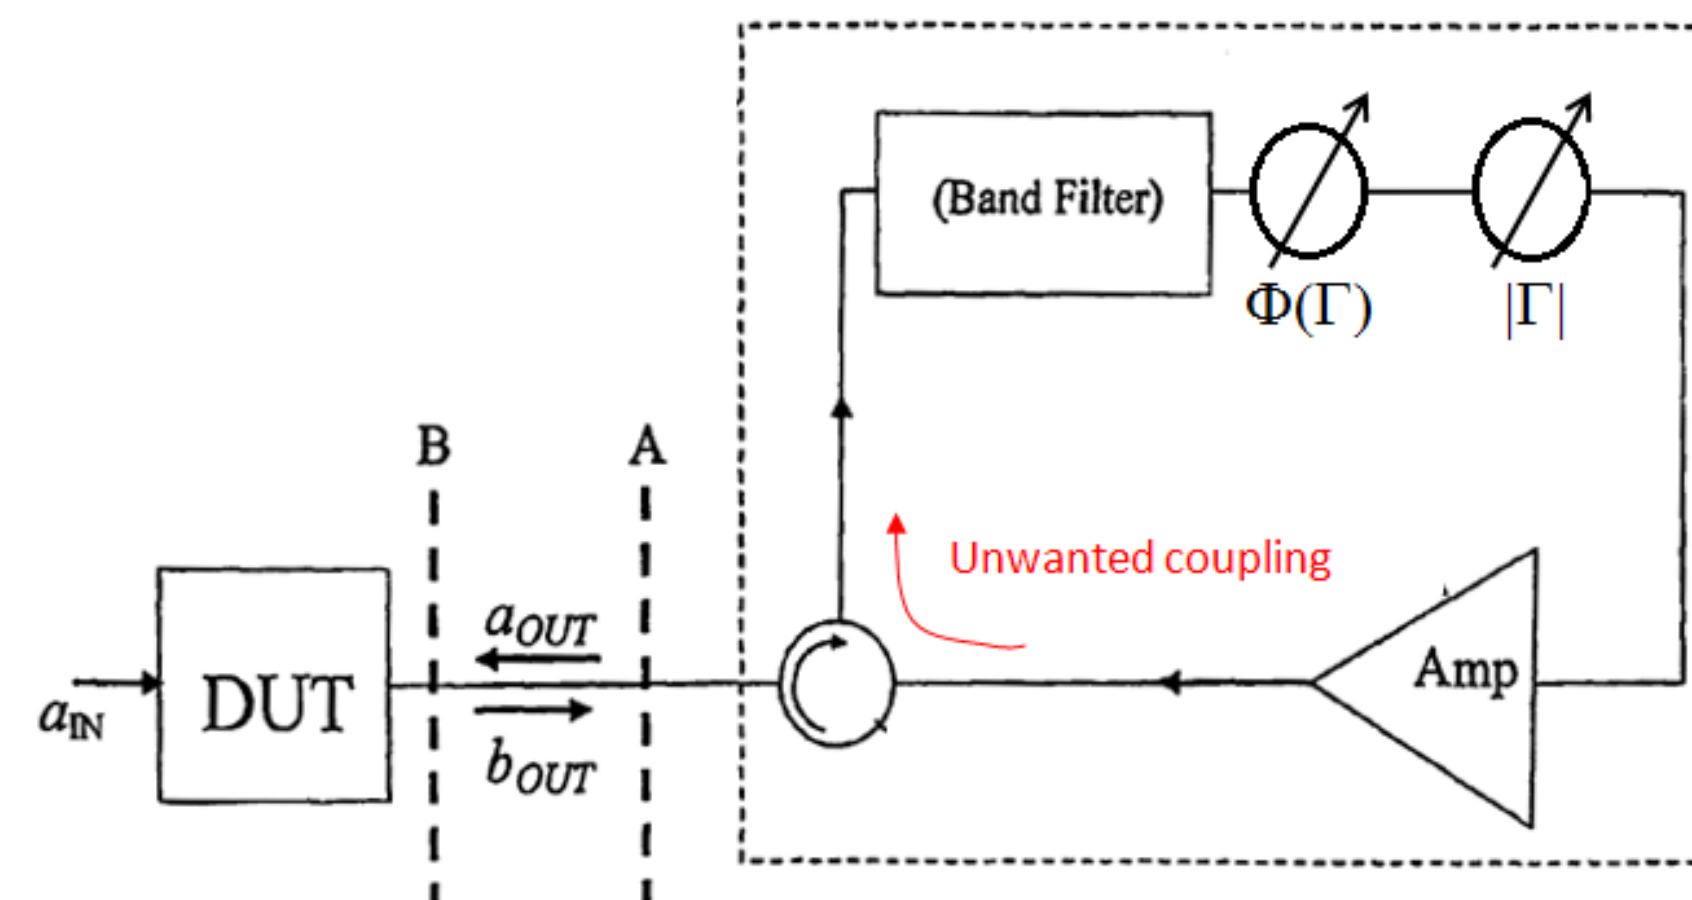 (Band Filter)
Φ(Γ)
|Γ|
B
A
Unwanted coupling
a_OUT
Amp
DUT
a_IN
b_OUT